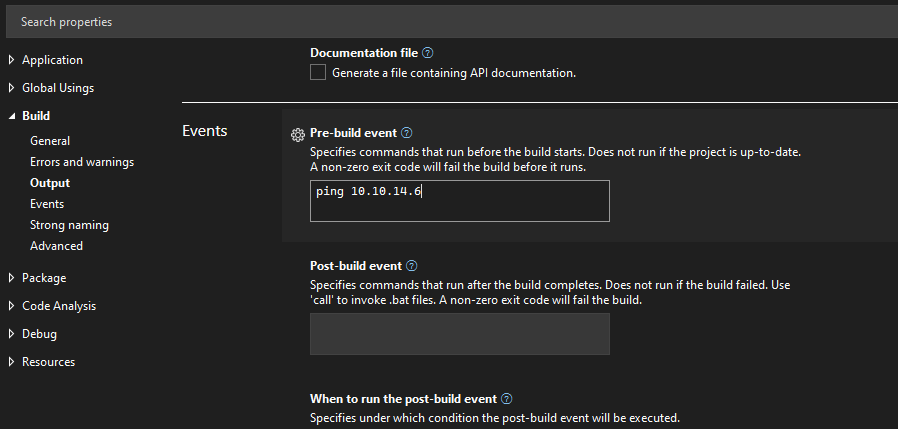 Search properties
Application
Global Usings
Build
General
Errors and warnings
Output
Events
Strong naming
Advanced
Package
Code Analysis
Debug
Resources
Documentation file
Generate a file containing API documentation.
Events
Pre-build event
Specifies commands that run before the build starts. Does not run if the project is up-to-date.
A non-zero exit code will fail the build before it runs.
ping 10.10.14.6
Post-build event
Specifies commands that run after the build completes. Does not run if the build failed. Use
'call' to invoke .bat files. A non-zero exit code will fail the build.
When to run the post-build event
Specifies under which condition the post-build event will be executed.